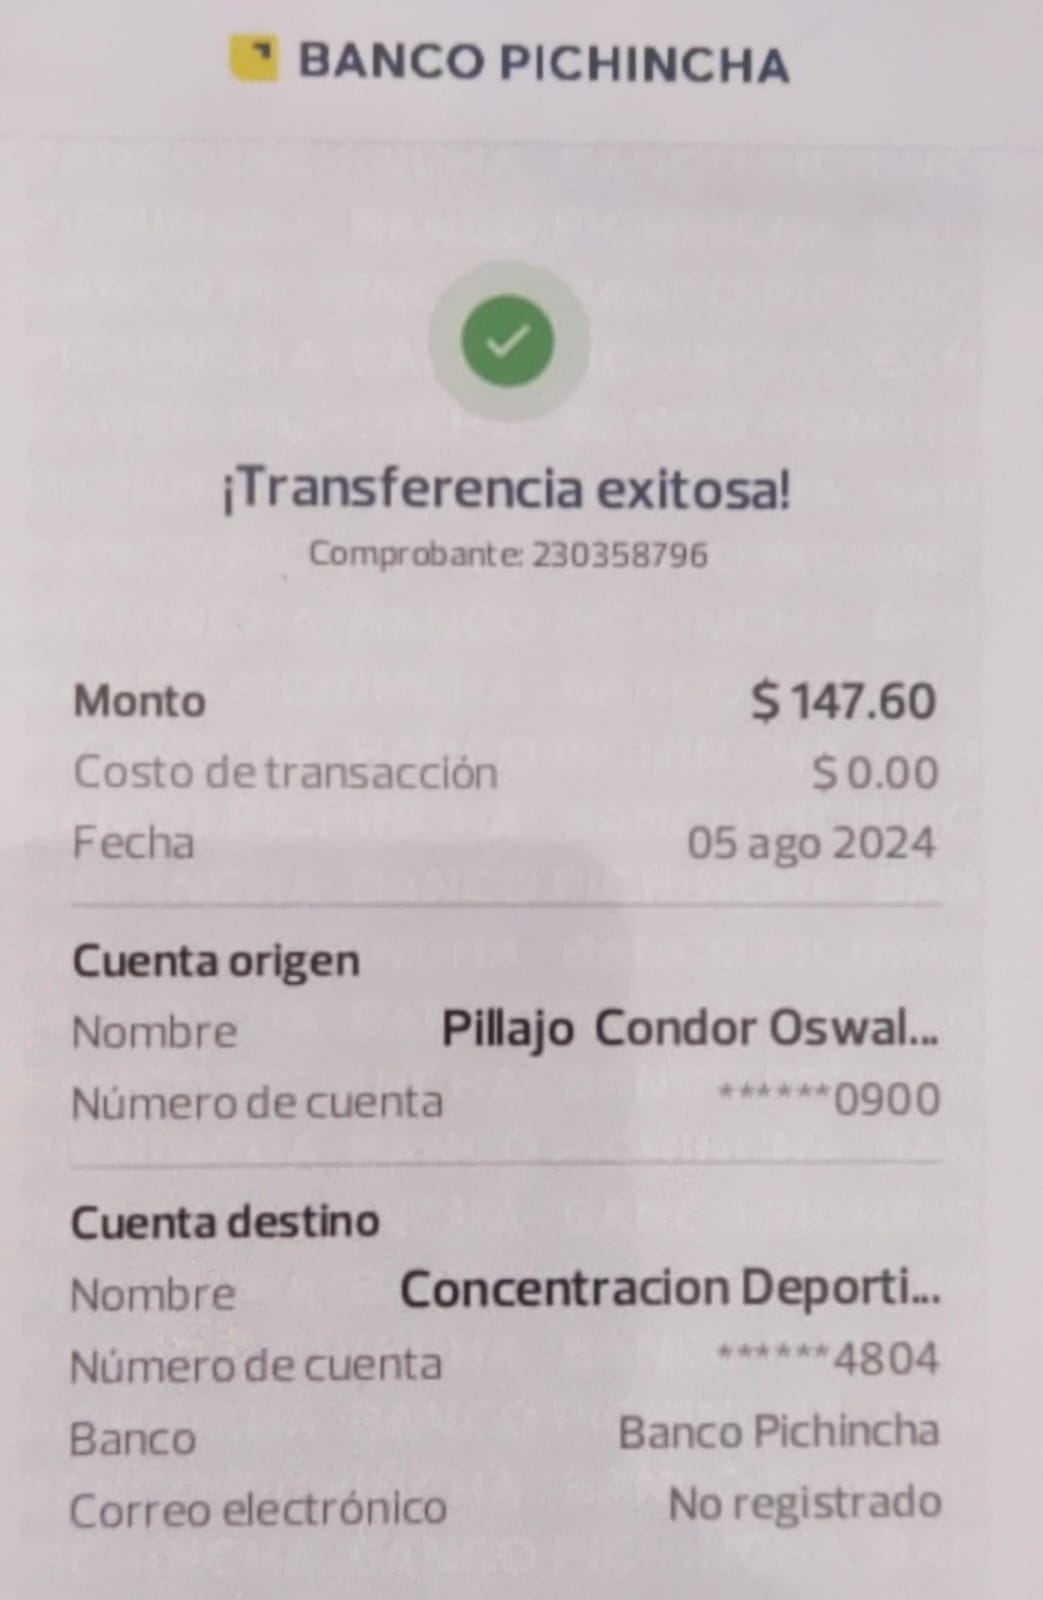 BANCO PICHINCHA
¡Transferencia exitosa!
Comprobante: 230358796
Monto $ 147.60
Costo de transacción $ 0.00
Fecha 05 ago 2024
Cuenta origen
Nombre Pillajo Condor Oswal...
Número de cuenta ******0900
Cuenta destino
Nombre Concentracion Deporti...
Número de cuenta ******4804
Banco Banco Pichincha
Correo electrónico No registrado